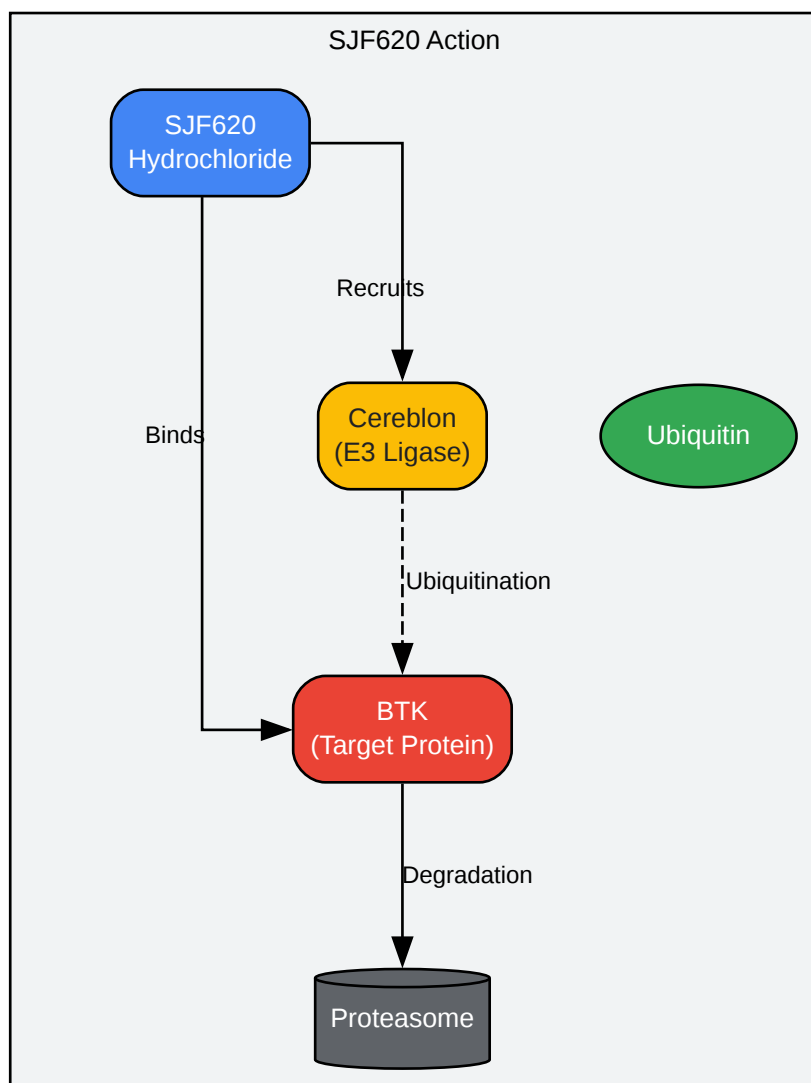 SJF620 Action
SJF620
Hydrochloride
Recruits
Cereblon
(E3 Ligase)
Ubiquitin
Binds
Ubiquitination
BTK
(Target Protein)
Degradation
Proteasome